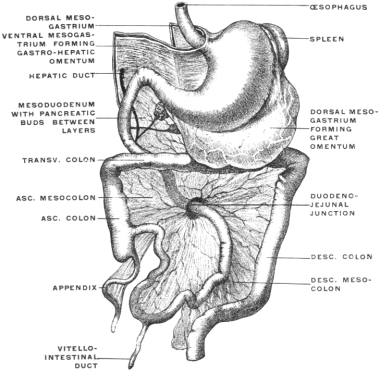 DORSAL MESO-
GASTRIUM
VENTRAL MESOGAS-
TRIUM FORMING
GASTRO-HEPATIC
OMENTUM
HEPATIC DUCT
MESODUODENUM
WITH PANCREATIC
BUDS BETWEEN
LAYERS
TRANSV. COLON
ASC. MESOCOLON
ASC. COLON
APPENDIX
VITELLO-
INTESTINAL
DUCT
ŒSOPHAGUS
SPLEEN
DORSAL MESO-
GASTRIUM
FORMING
GREAT
OMENTUM
DUODENO-
JEJUNAL
JUNCTION
DESC. COLON
DESC. MESO-
COLON